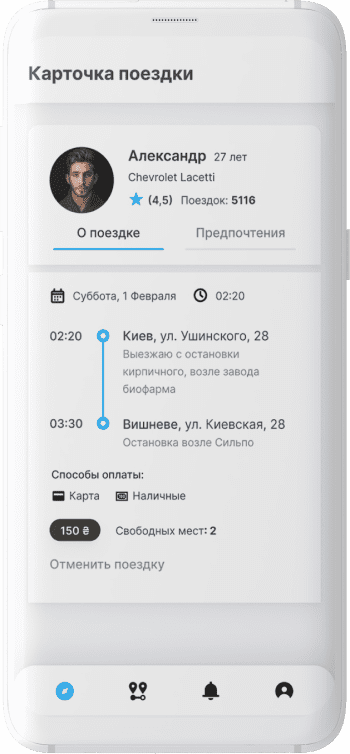 Карточка поездки
Александр 27 лет
Chevrolet Lacetti
(4,5) Поездок: 5116
О поездке Предпочтения
Суббота, 1 Февраля 02:20
02:20 Киев, ул. Ушинского, 28
Выезжаю с остановки
кирпичного, возле завода
биофарма
03:30 Вишневе, ул. Киевская, 28
Остановка возле Сильпо
Способы оплаты:
Карта Наличные
150 ₴ Свободных мест: 2
Отменить поездку